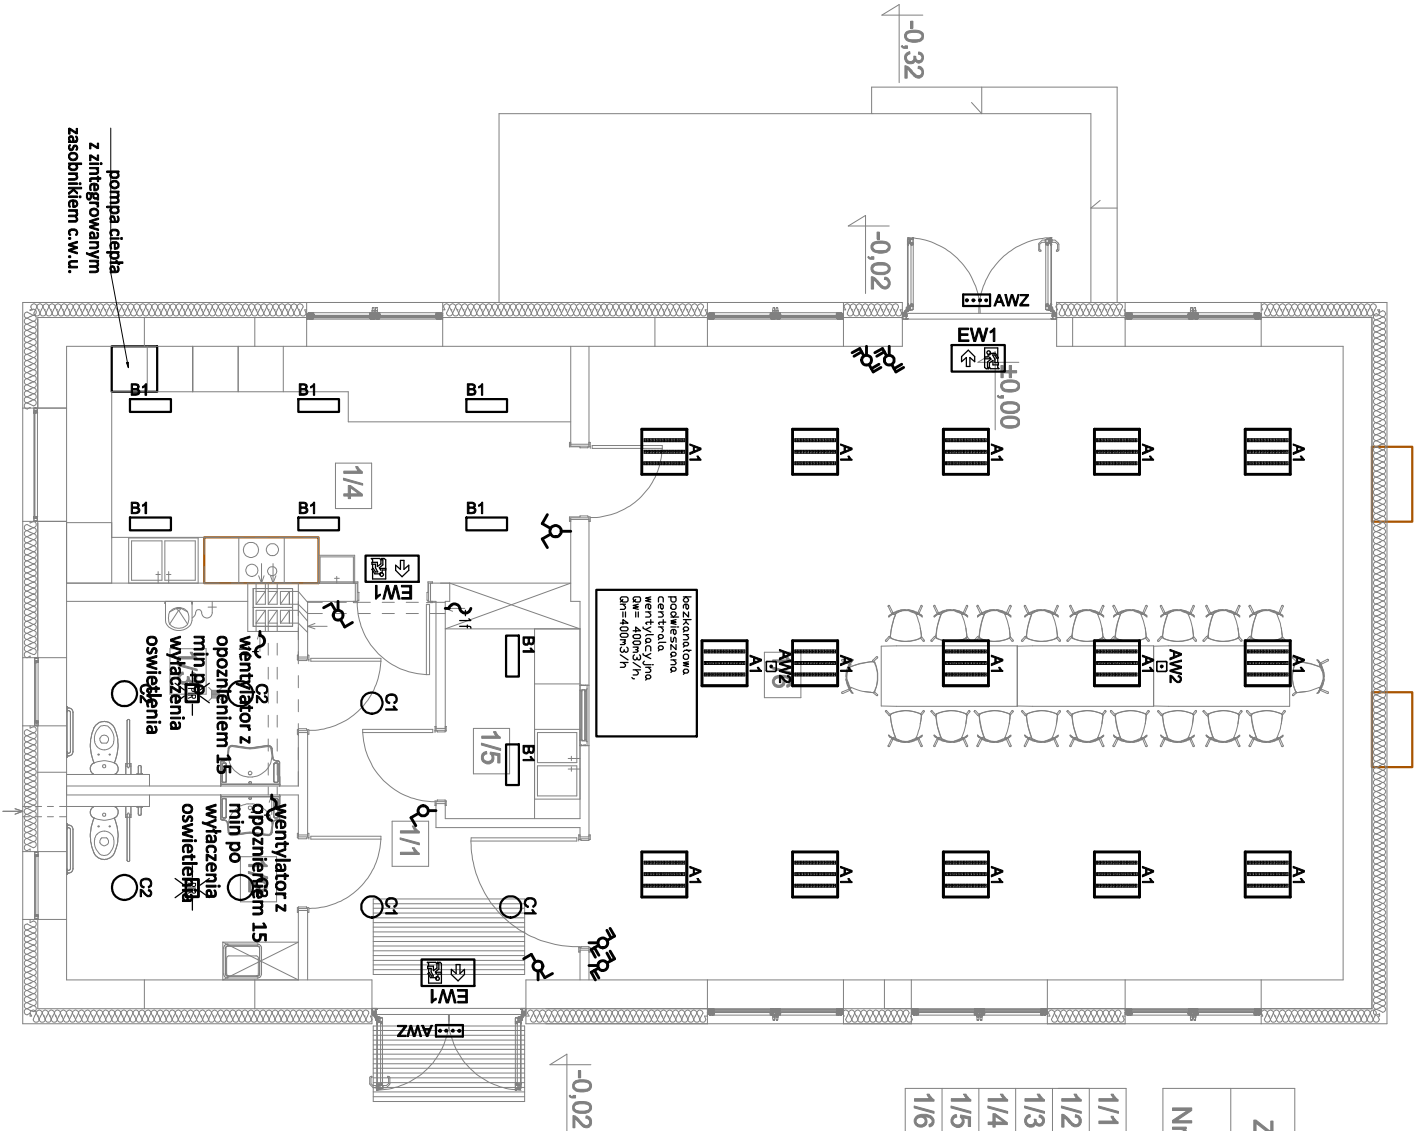 -0,32
-0,02
pompa ciepła
z zintegrowanym
zasobnikiem c.w.u.
AWZ
EW1
±0,00
B1
B1
B1
A1
A1
A1
A1
A1
1/4
B1
B1
B1
EW1
1f
bezkanałowa
podwieszana
centrala
wentylacyjna
Qw= 400m3/h,
Qn=400m3/h
B1
A1
AW2
A1
A1
A1
AW2
A1
wentylator z
opoznieniem 15
min po
wyłaczenia
oswietlenia
C2
C2
C1
1/5
B1
wentylator z
opoznieniem 15
min po
wyłaczenia
oswietlenia
1/1
C2
C1
C1
A1
A1
A1
A1
A1
EW1
AWZ
-0,02
1/1
1/2
1/3
1/4
1/5
1/6
Z
Nr